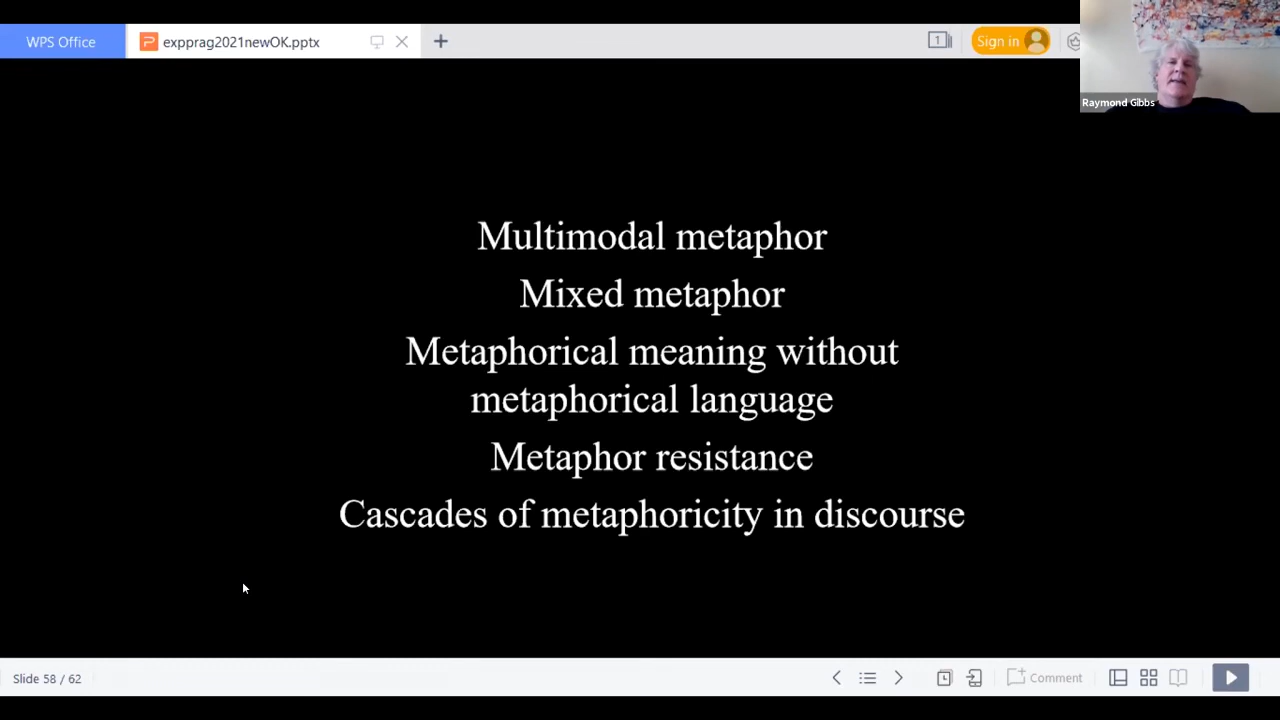 WPS Office
expprag2021newOK.pptx
1
Sign in
Raymond Gibbs
Multimodal metaphor
Mixed metaphor
Metaphorical meaning without
metaphorical language
Metaphor resistance
Cascades of metaphoricity in discourse
Slide 58 / 62
Comment